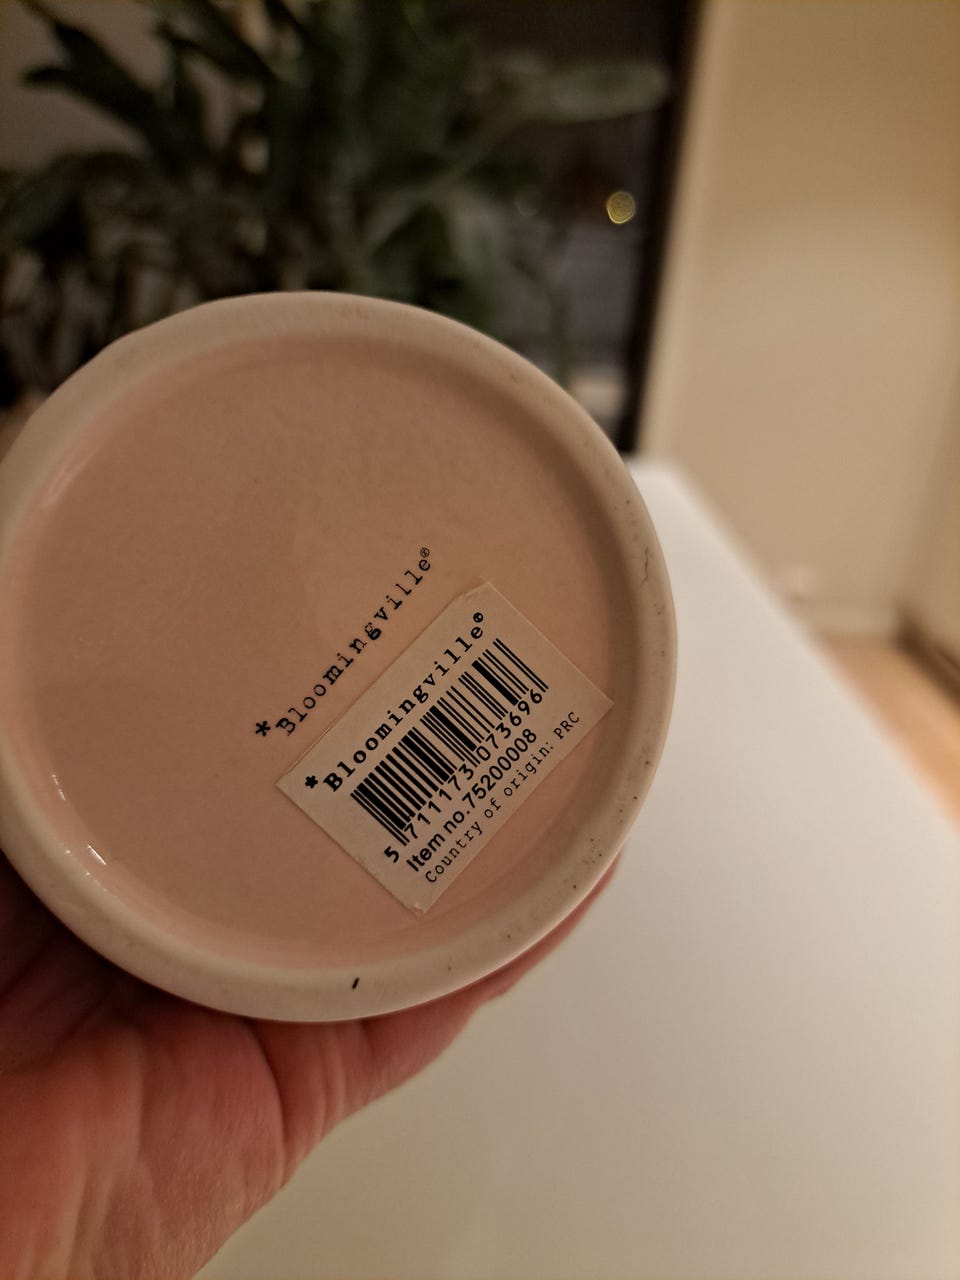 *Bloomingville®
*Bloomingville®
5 711173 073696
Item no.75200008
Country of origin: PRC